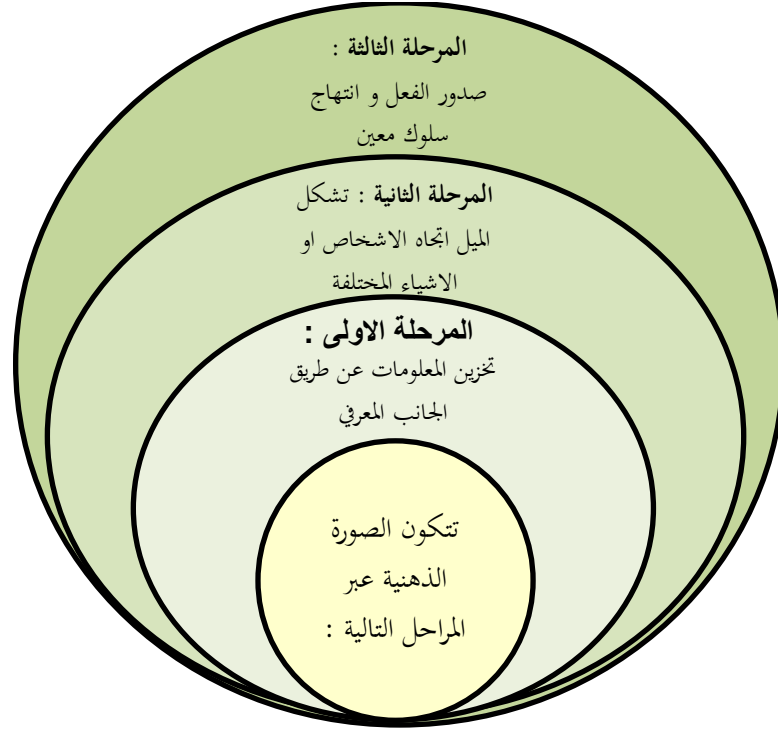 المرحلة الثالثة :
صدور الفعل و انتهاج
سلوك معين
المرحلة الثانية : تشكل
الميل اتجاه الاشخاص او
الاشياء المختلفة
المرحلة الاولى :
تخزين المعلومات عن طريق
الجانب المعرفي
تتكون الصورة
الذهنية عبر
المراحل التالية :